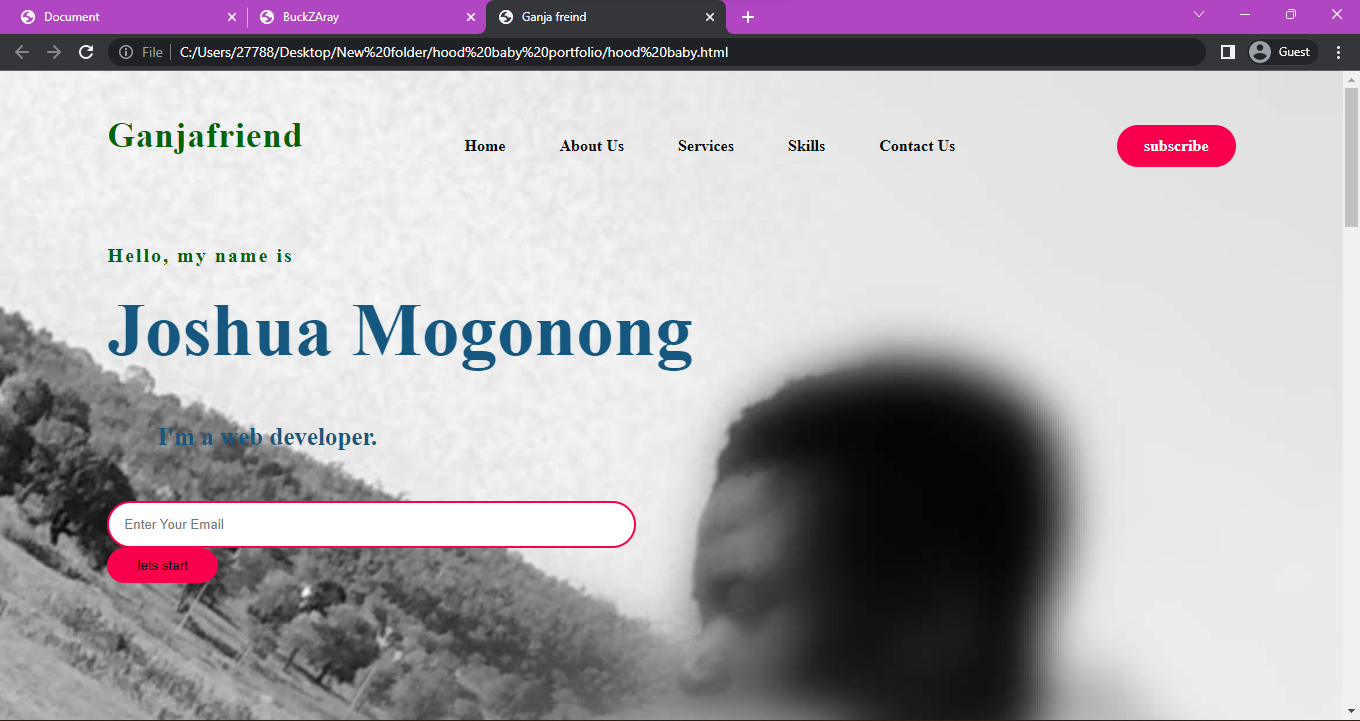 Document
BuckZAray
Ganja freind
File
C:/Users/27788/Desktop/New%20folder/hood%20baby%20portfolio/hood%20baby.html
Guest
Ganjafriend
Home
About Us
Services
Skills
Contact Us
subscribe
Hello, my name is
Joshua Mogonong
I'm a web developer.
Enter Your Email
lets start